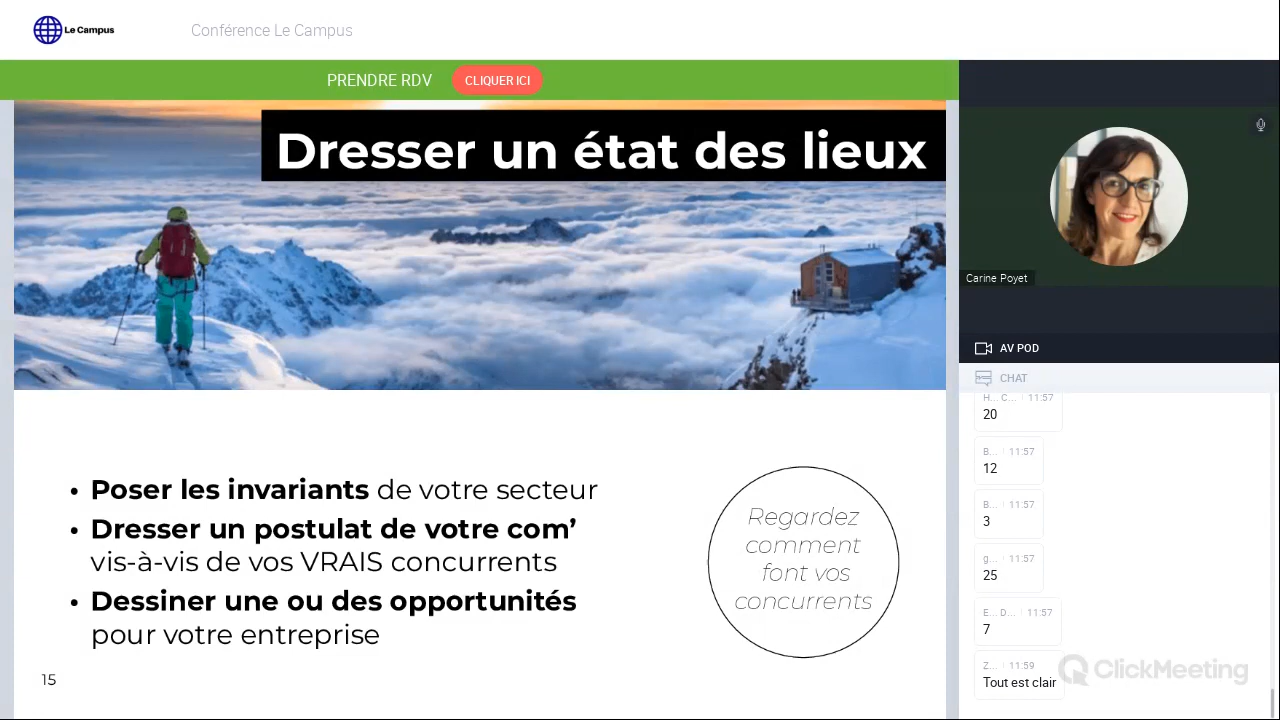 Le Campus
Conférence Le Campus
PRENDRE RDV
CLIQUER ICI
Dresser un état des lieux
• Poser les invariants de votre secteur
• Dresser un postulat de votre com’
vis-à-vis de vos VRAIS concurrents
• Dessiner une ou des opportunités
pour votre entreprise
Regardez
comment
font vos
concurrents
15
Carine Poyet
AV POD
CHAT
H... C... 11:57
20
B... 11:57
12
B... 11:57
3
g... 11:57
25
E... D... 11:57
7
Z... 11:59
Tout est clair
ClickMeeting